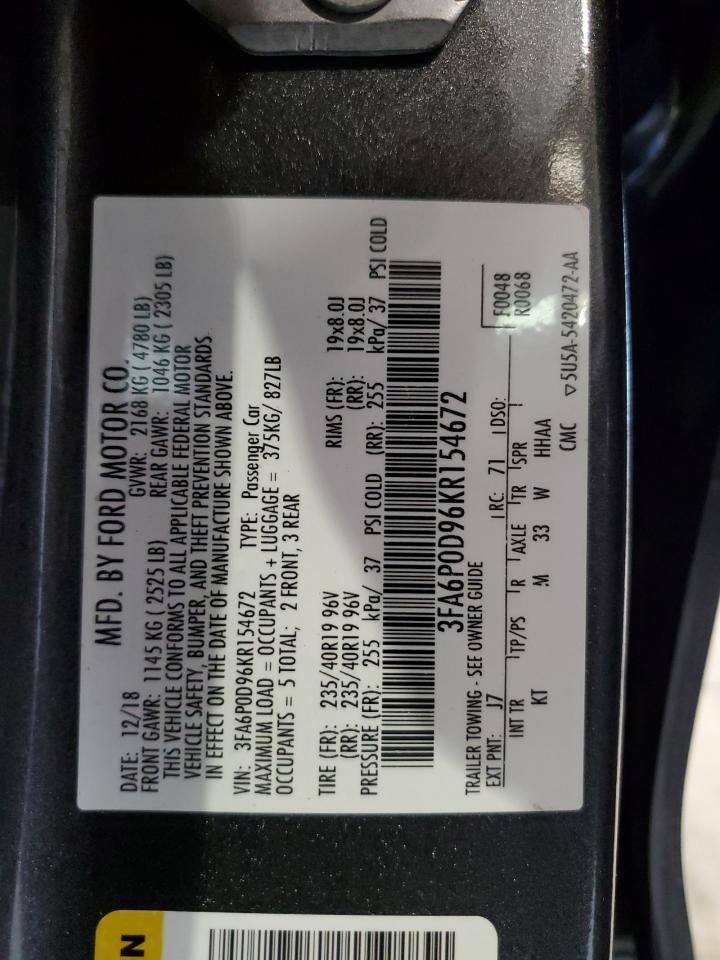 MFD. BY FORD MOTOR CO.
DATE: 12/18 GVWR: 2168 KG ( 4780 LB)
FRONT GAWR: 1145 KG ( 2525 LB) REAR GAWR: 1046 KG ( 2305 LB)
THIS VEHICLE CONFORMS TO ALL APPLICABLE FEDERAL MOTOR
VEHICLE SAFETY, BUMPER, AND THEFT PREVENTION STANDARDS
IN EFFECT ON THE DATE OF MANUFACTURE SHOWN ABOVE.
VIN: 3FA6P0D96KR154672 TYPE: Passenger Car
MAXIMUM LOAD = OCCUPANTS + LUGGAGE = 375KG/ 827LB
OCCUPANTS = 5 TOTAL; 2 FRONT, 3 REAR
TIRE (FR): 235/40R19 96V RIMS (FR): 19x8.0J
(RR): 235/40R19 96V (RR): 19x8.0J
PRESSURE (FR): 255 kPa/ 37 PSI COLD (RR): 255 kPa/ 37 PSI COLD
3FA6P0D96KR154672
TRAILER TOWING - SEE OWNER GUIDE
F0048
R0068
EXT PNT: J7 RC: 71 DSO:
INT TR TP/PS R AXLE TR SPR
KT M 33 W HHAA
CMC ▽5U5A-5420472-AA
N